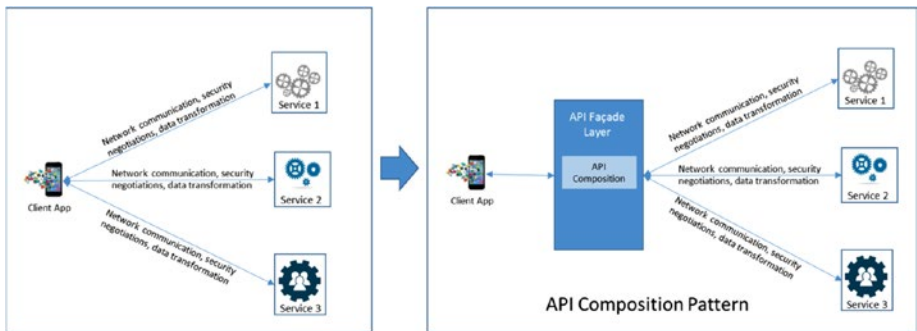 Network communication, security
negotiations, data transformation
Service 1
Client App
Network communication, security
negotiations, data transformation
Service 2
Network communication, security
negotiations, data transformation
Service 3
API Façade
Layer
API
Composition
Client App
Network communication, security
negotiations, data transformation
Service 1
Network communication, security
negotiations, data transformation
Service 2
Network communication, security
negotiations, data transformation
Service 3
API Composition Pattern